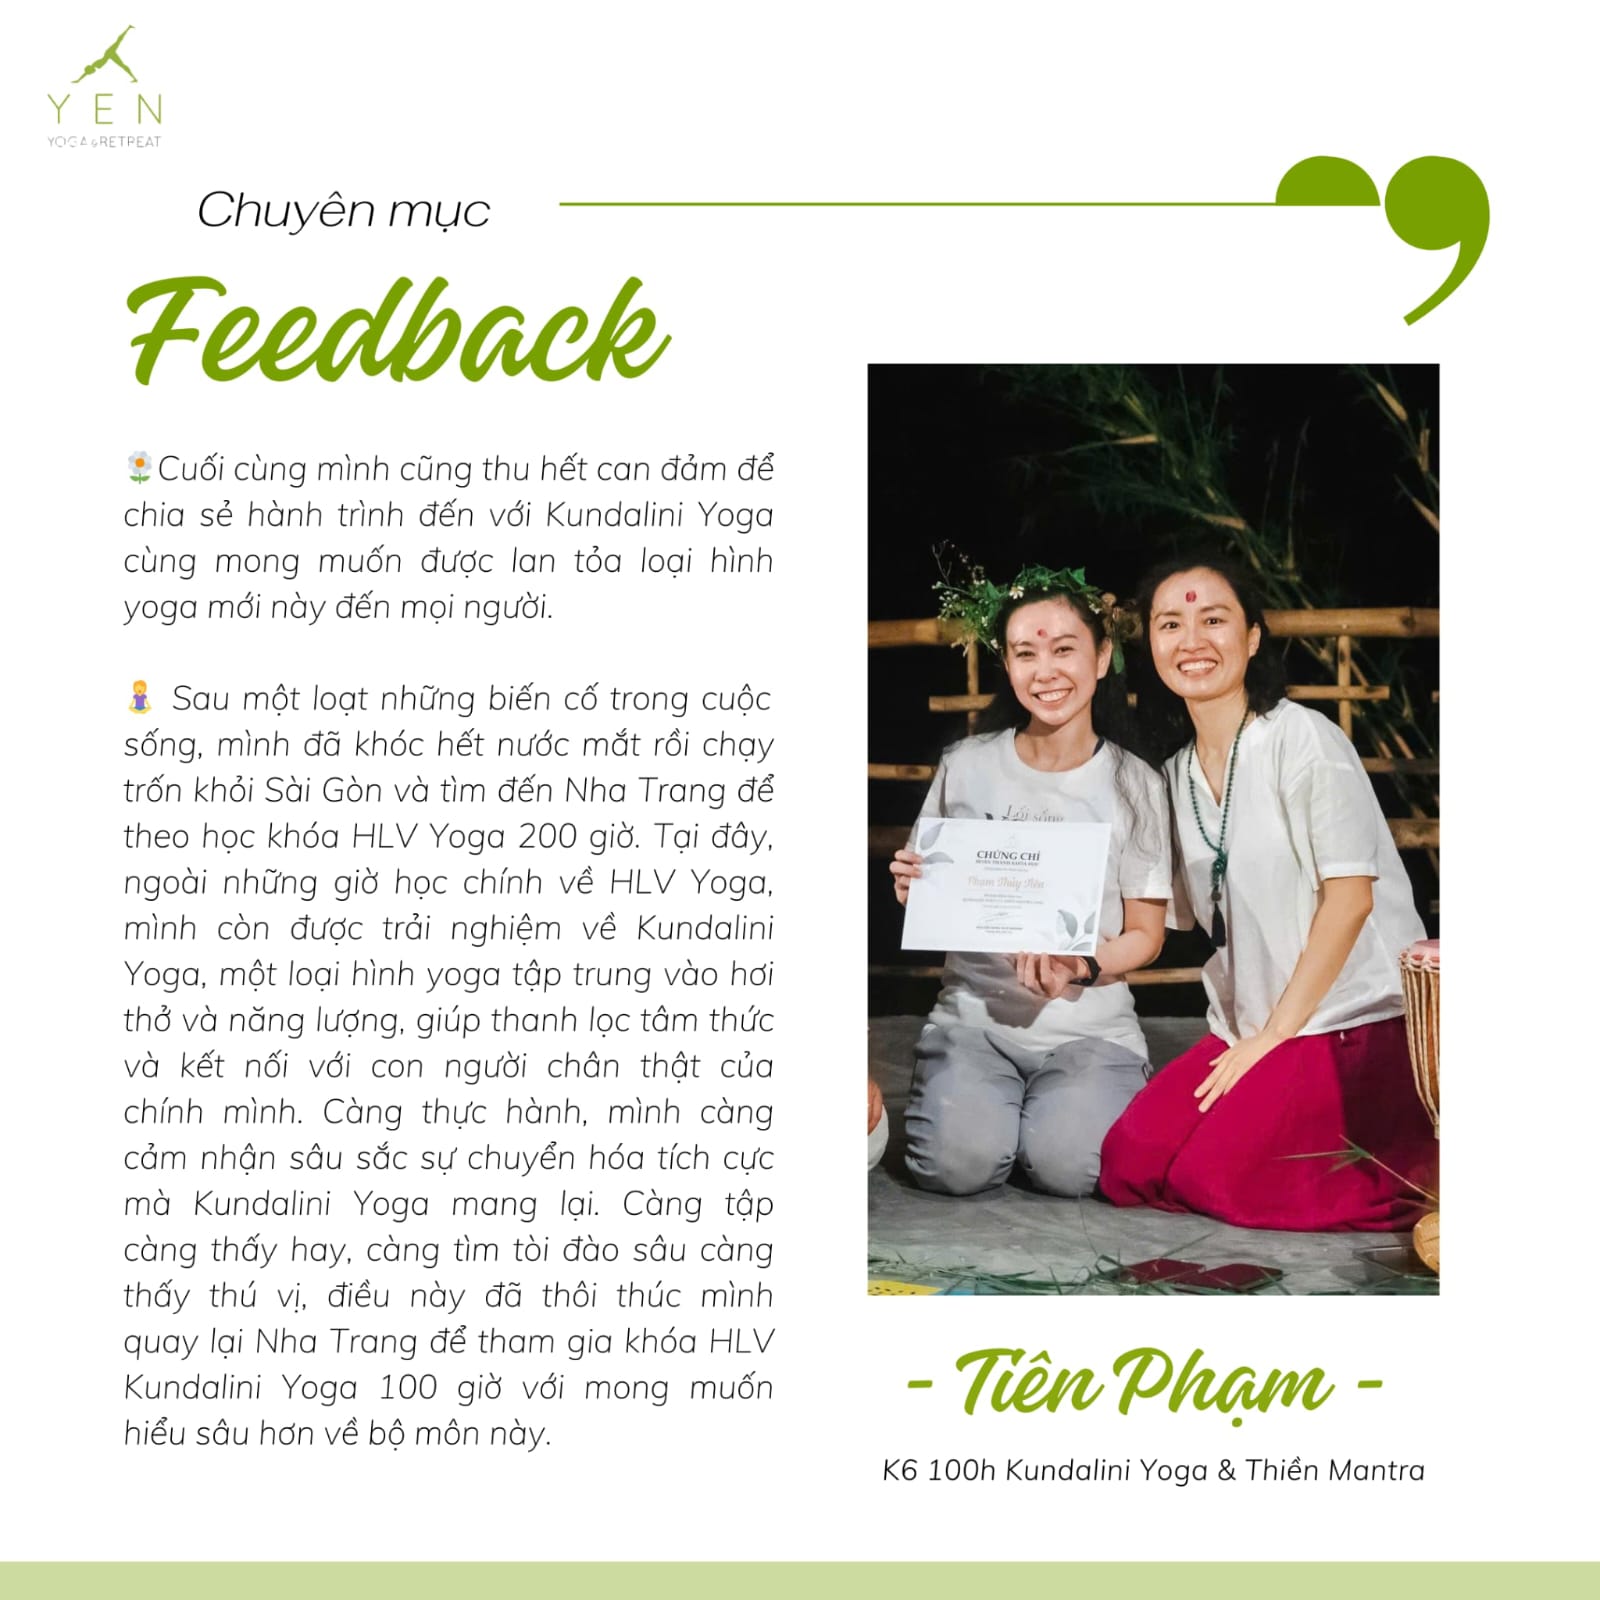 YEN
YOGA & RETREAT
Chuyên mục
Feedback
Cuối cùng mình cũng thu hết can đảm để
chia sẻ hành trình đến với Kundalini Yoga
cùng mong muốn được lan tỏa loại hình
yoga mới này đến mọi người.
Sau một loạt những biến cố trong cuộc
sống, mình đã khóc hết nước mắt rồi chạy
trốn khỏi Sài Gòn và tìm đến Nha Trang để
theo học khóa HLV Yoga 200 giờ. Tại đây,
ngoài những giờ học chính về HLV Yoga,
mình còn được trải nghiệm về Kundalini
Yoga, một loại hình yoga tập trung vào hơi
thở và năng lượng, giúp thanh lọc tâm thức
và kết nối với con người chân thật của
chính mình. Càng thực hành, mình càng
cảm nhận sâu sắc sự chuyển hóa tích cực
mà Kundalini Yoga mang lại. Càng tập
càng thấy hay, càng tìm tòi đào sâu càng
thấy thú vị, điều này đã thôi thúc mình
quay lại Nha Trang để tham gia khóa HLV
Kundalini Yoga 100 giờ với mong muốn
hiểu sâu hơn về bộ môn này.
Lối sống
CHỨNG CHỈ
Phạm Thủy Tiên
- Tiên Phạm -
K6 100h Kundalini Yoga & Thiền Mantra